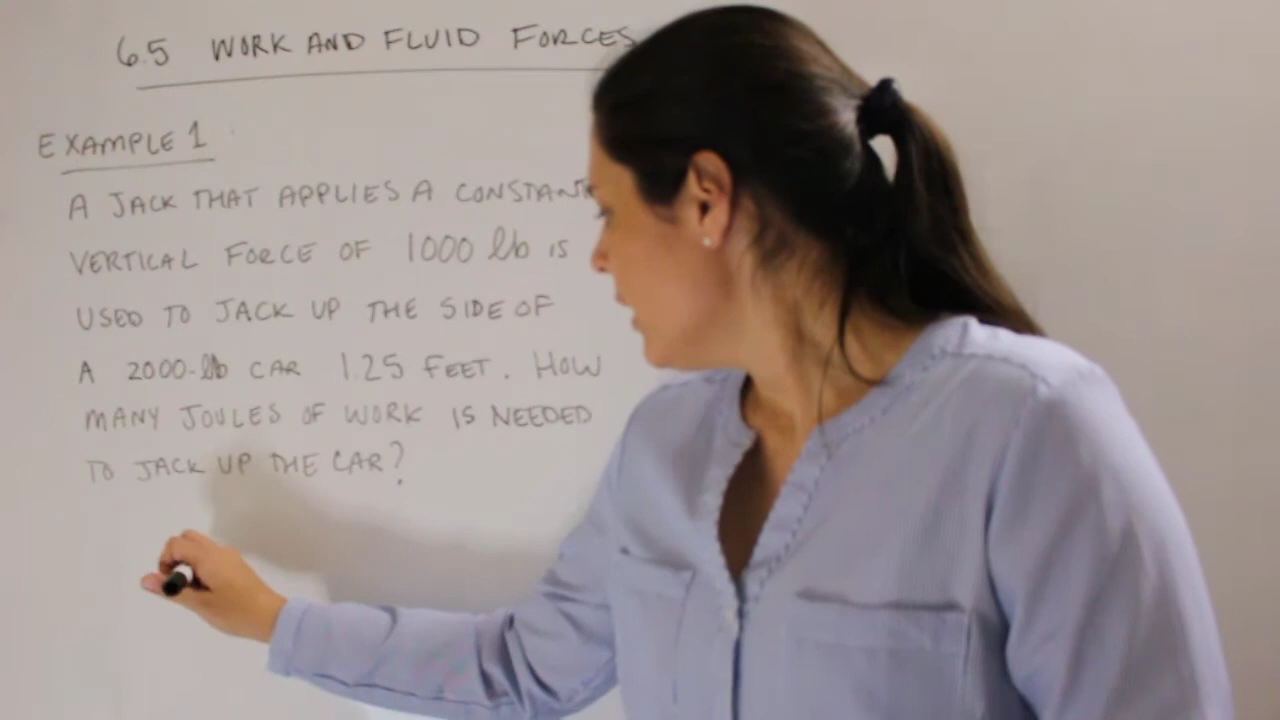 6.5 WORK AND FLUID FORCES
EXAMPLE 1
A JACK THAT APPLIES A CONSTANT
VERTICAL FORCE OF 1000 lb IS
USED TO JACK UP THE SIDE OF
A 2000-lb CAR 1.25 FEET. HOW
MANY JOULES OF WORK IS NEEDED
TO JACK UP THE CAR?